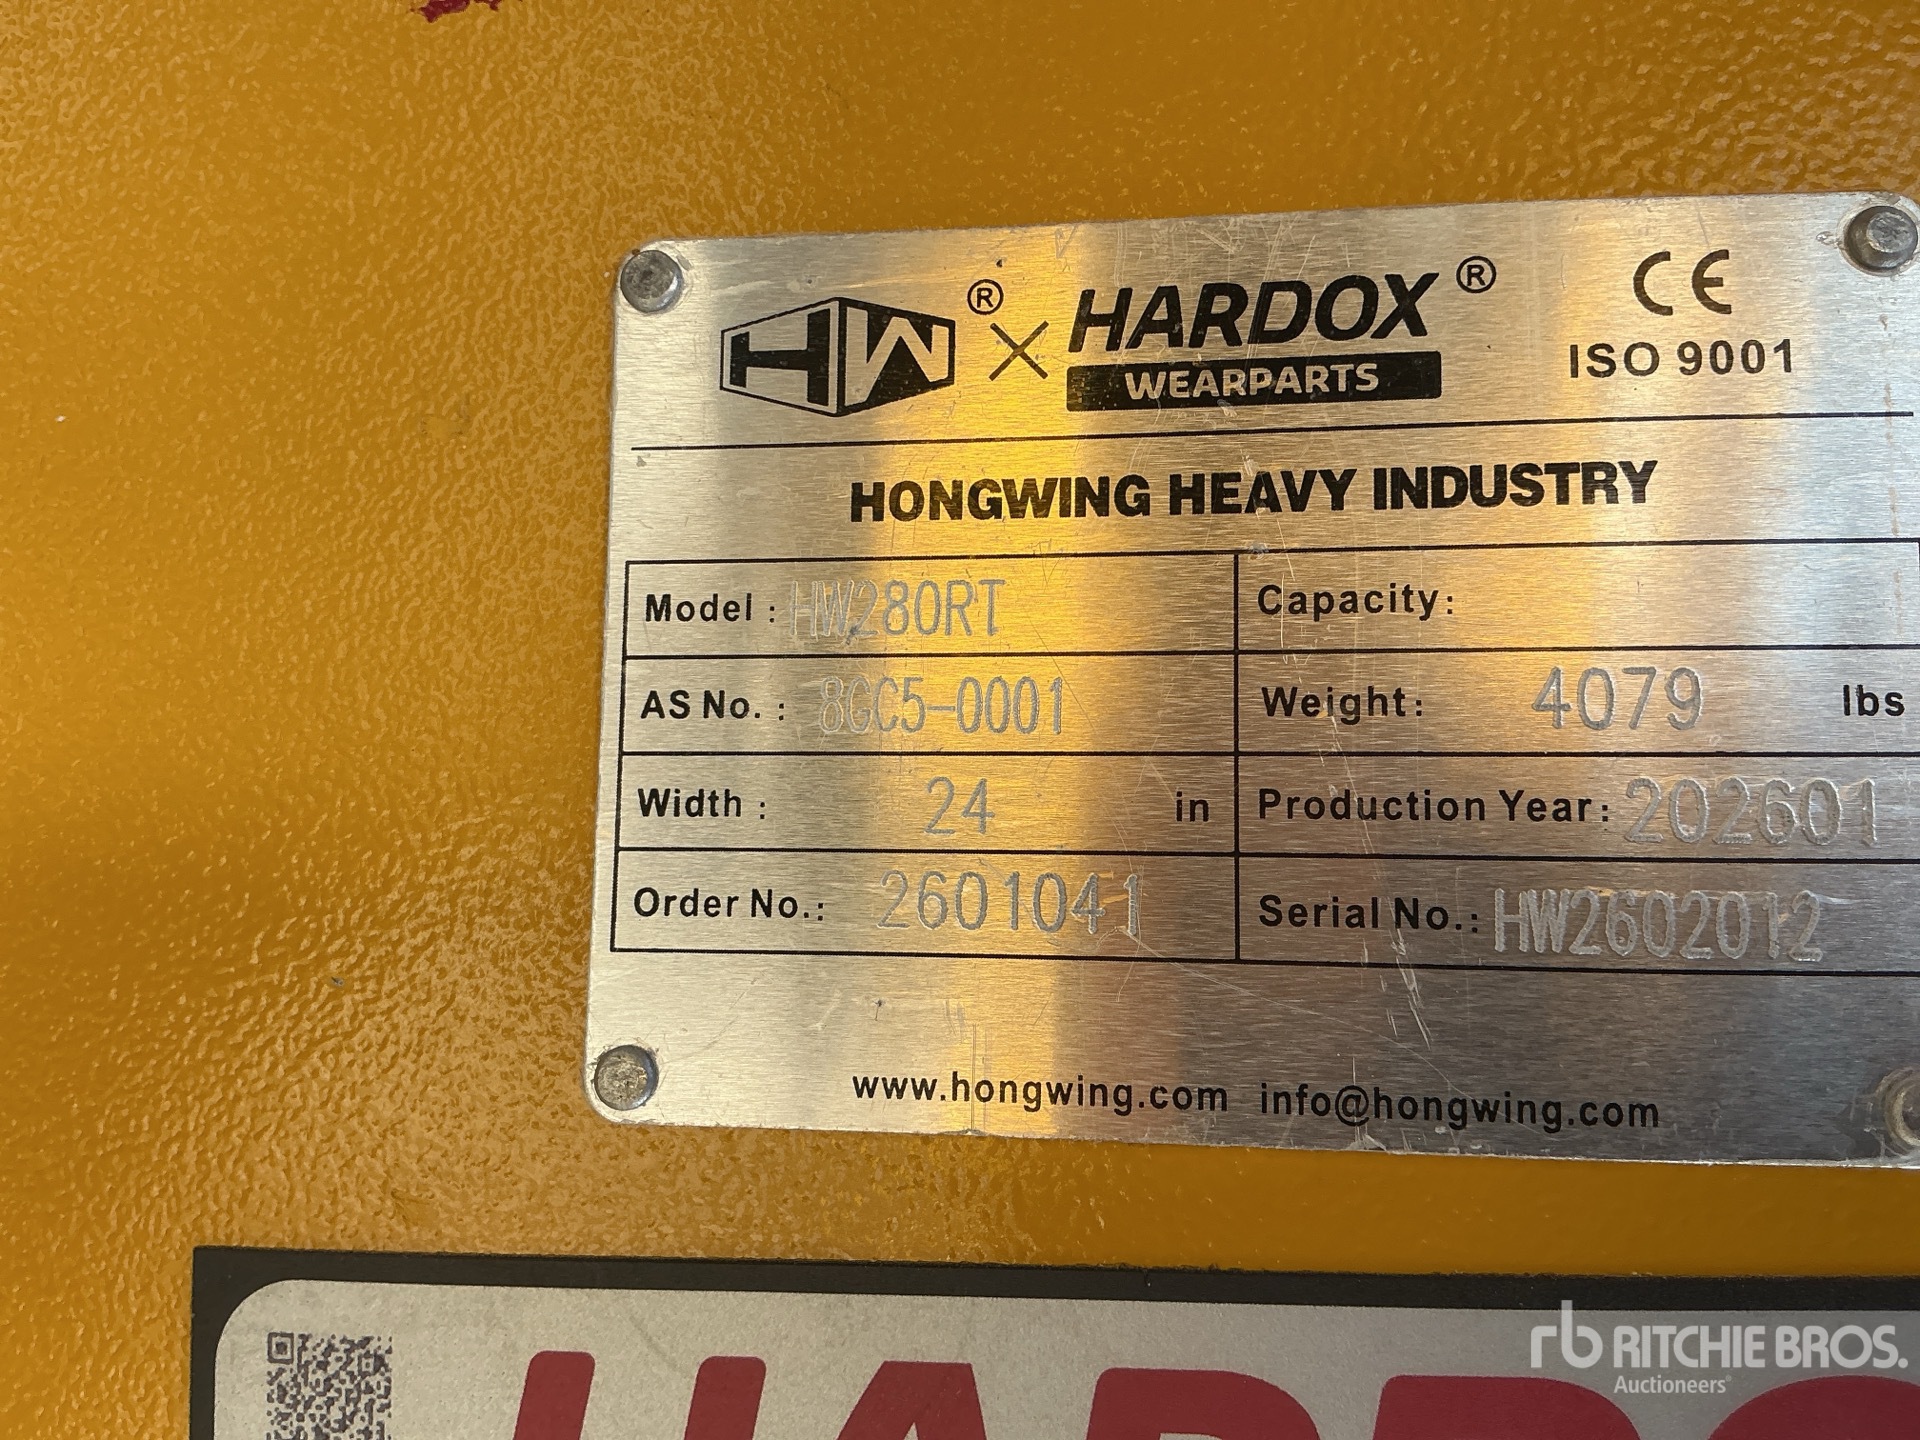 HW® × HARDOX®
WEARPARTS
CE
ISO 9001
HONGWING HEAVY INDUSTRY
Model : HW280RT
Capacity:
AS No. : 8GC5-0001
Weight: 4079 lbs
Width : 24 in
Production Year: 202601
Order No.: 2601041
Serial No.: HW2602012
www.hongwing.com info@hongwing.com
rb RITCHIE BROS.
Auctioneers